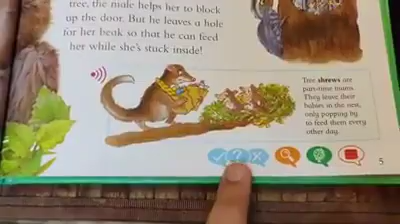 tree, the male helps her to block
up the door. But he leaves a hole
for her beak so that he can feed
her while she's stuck inside!
Tree shrews are
part-time mums.
They leave their
babies in the nest,
only popping by
to feed them every
other day.
?
5